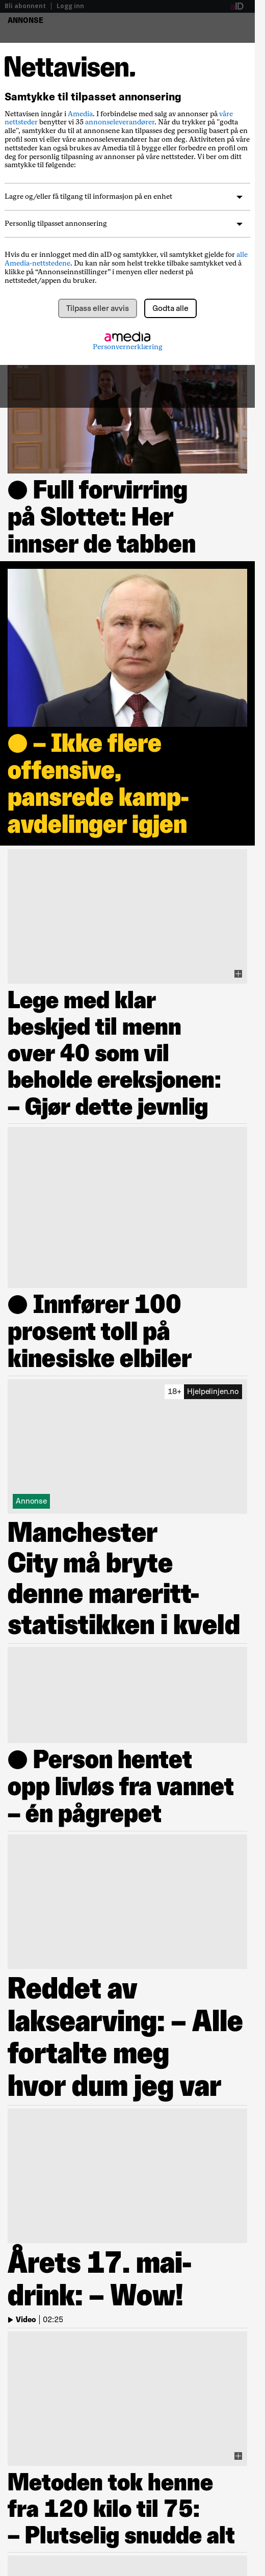 Bli abonnent | Logg inn
aID
ANNONSE
Nettavisen.
Samtykke til tilpasset annonsering
Nettavisen inngår i Amedia. I forbindelse med salg av annonser på våre
nettsteder benytter vi 35 annonseleverandører. Når du trykker på "godta
alle", samtykker du til at annonsene kan tilpasses deg personlig basert på en
profil som vi eller våre annonseleverandører har om deg. Aktiviteten på våre
nettsteder kan også brukes av Amedia til å bygge eller forbedre en profil om
deg for personlig tilpasning av annonser på våre nettsteder. Vi ber om ditt
samtykke til følgende:
Lagre og/eller få tilgang til informasjon på en enhet
Personlig tilpasset annonsering
Hvis du er innlogget med din aID og samtykker, vil samtykket gjelde for alle
Amedia-nettstedene. Du kan når som helst trekke tilbake samtykket ved å
klikke på “Annonseinnstillinger” i menyen eller nederst på
nettstedet/appen du bruker.
Tilpass eller avvis
Godta alle
amedia
Personvernerklæring
Full forvirring
på Slottet: Her
innser de tabben
– Ikke flere
offensive,
pansrede kamp-
avdelinger igjen
Lege med klar
beskjed til menn
over 40 som vil
beholde ereksjonen:
– Gjør dette jevnlig
Innfører 100
prosent toll på
kinesiske elbiler
18+ Hjelpelinjen.no
Annonse
Manchester
City må bryte
denne mareritt-
statistikken i kveld
Person hentet
opp livløs fra vannet
– én pågrepet
Reddet av
laksearving: – Alle
fortalte meg
hvor dum jeg var
Årets 17. mai-
drink: – Wow!
Video | 02:25
Metoden tok henne
fra 120 kilo til 75:
– Plutselig snudde alt